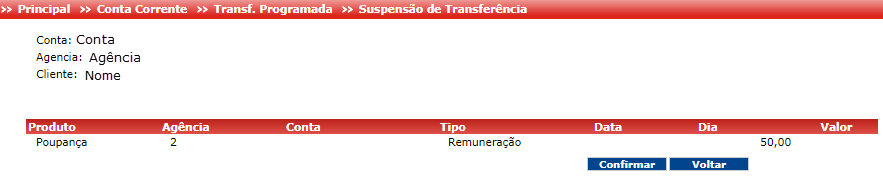 >> Principal >> Conta Corrente >> Transf. Programada >> Suspensão de Transferência
Conta: Conta
Agencia: Agência
Cliente: Nome
Produto Agência Conta Tipo Data Dia Valor
Poupança 2 Remuneração 50,00
Confirmar Voltar